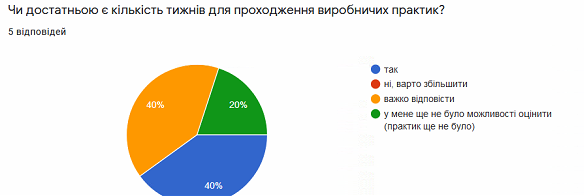 Чи достатньою є кількість тижнів для проходження виробничих практик?
5 відповідей
так
ні, варто збільшити
важко відповісти
у мене ще не було можливості оцінити
(практик ще не було)
40%
20%
40%